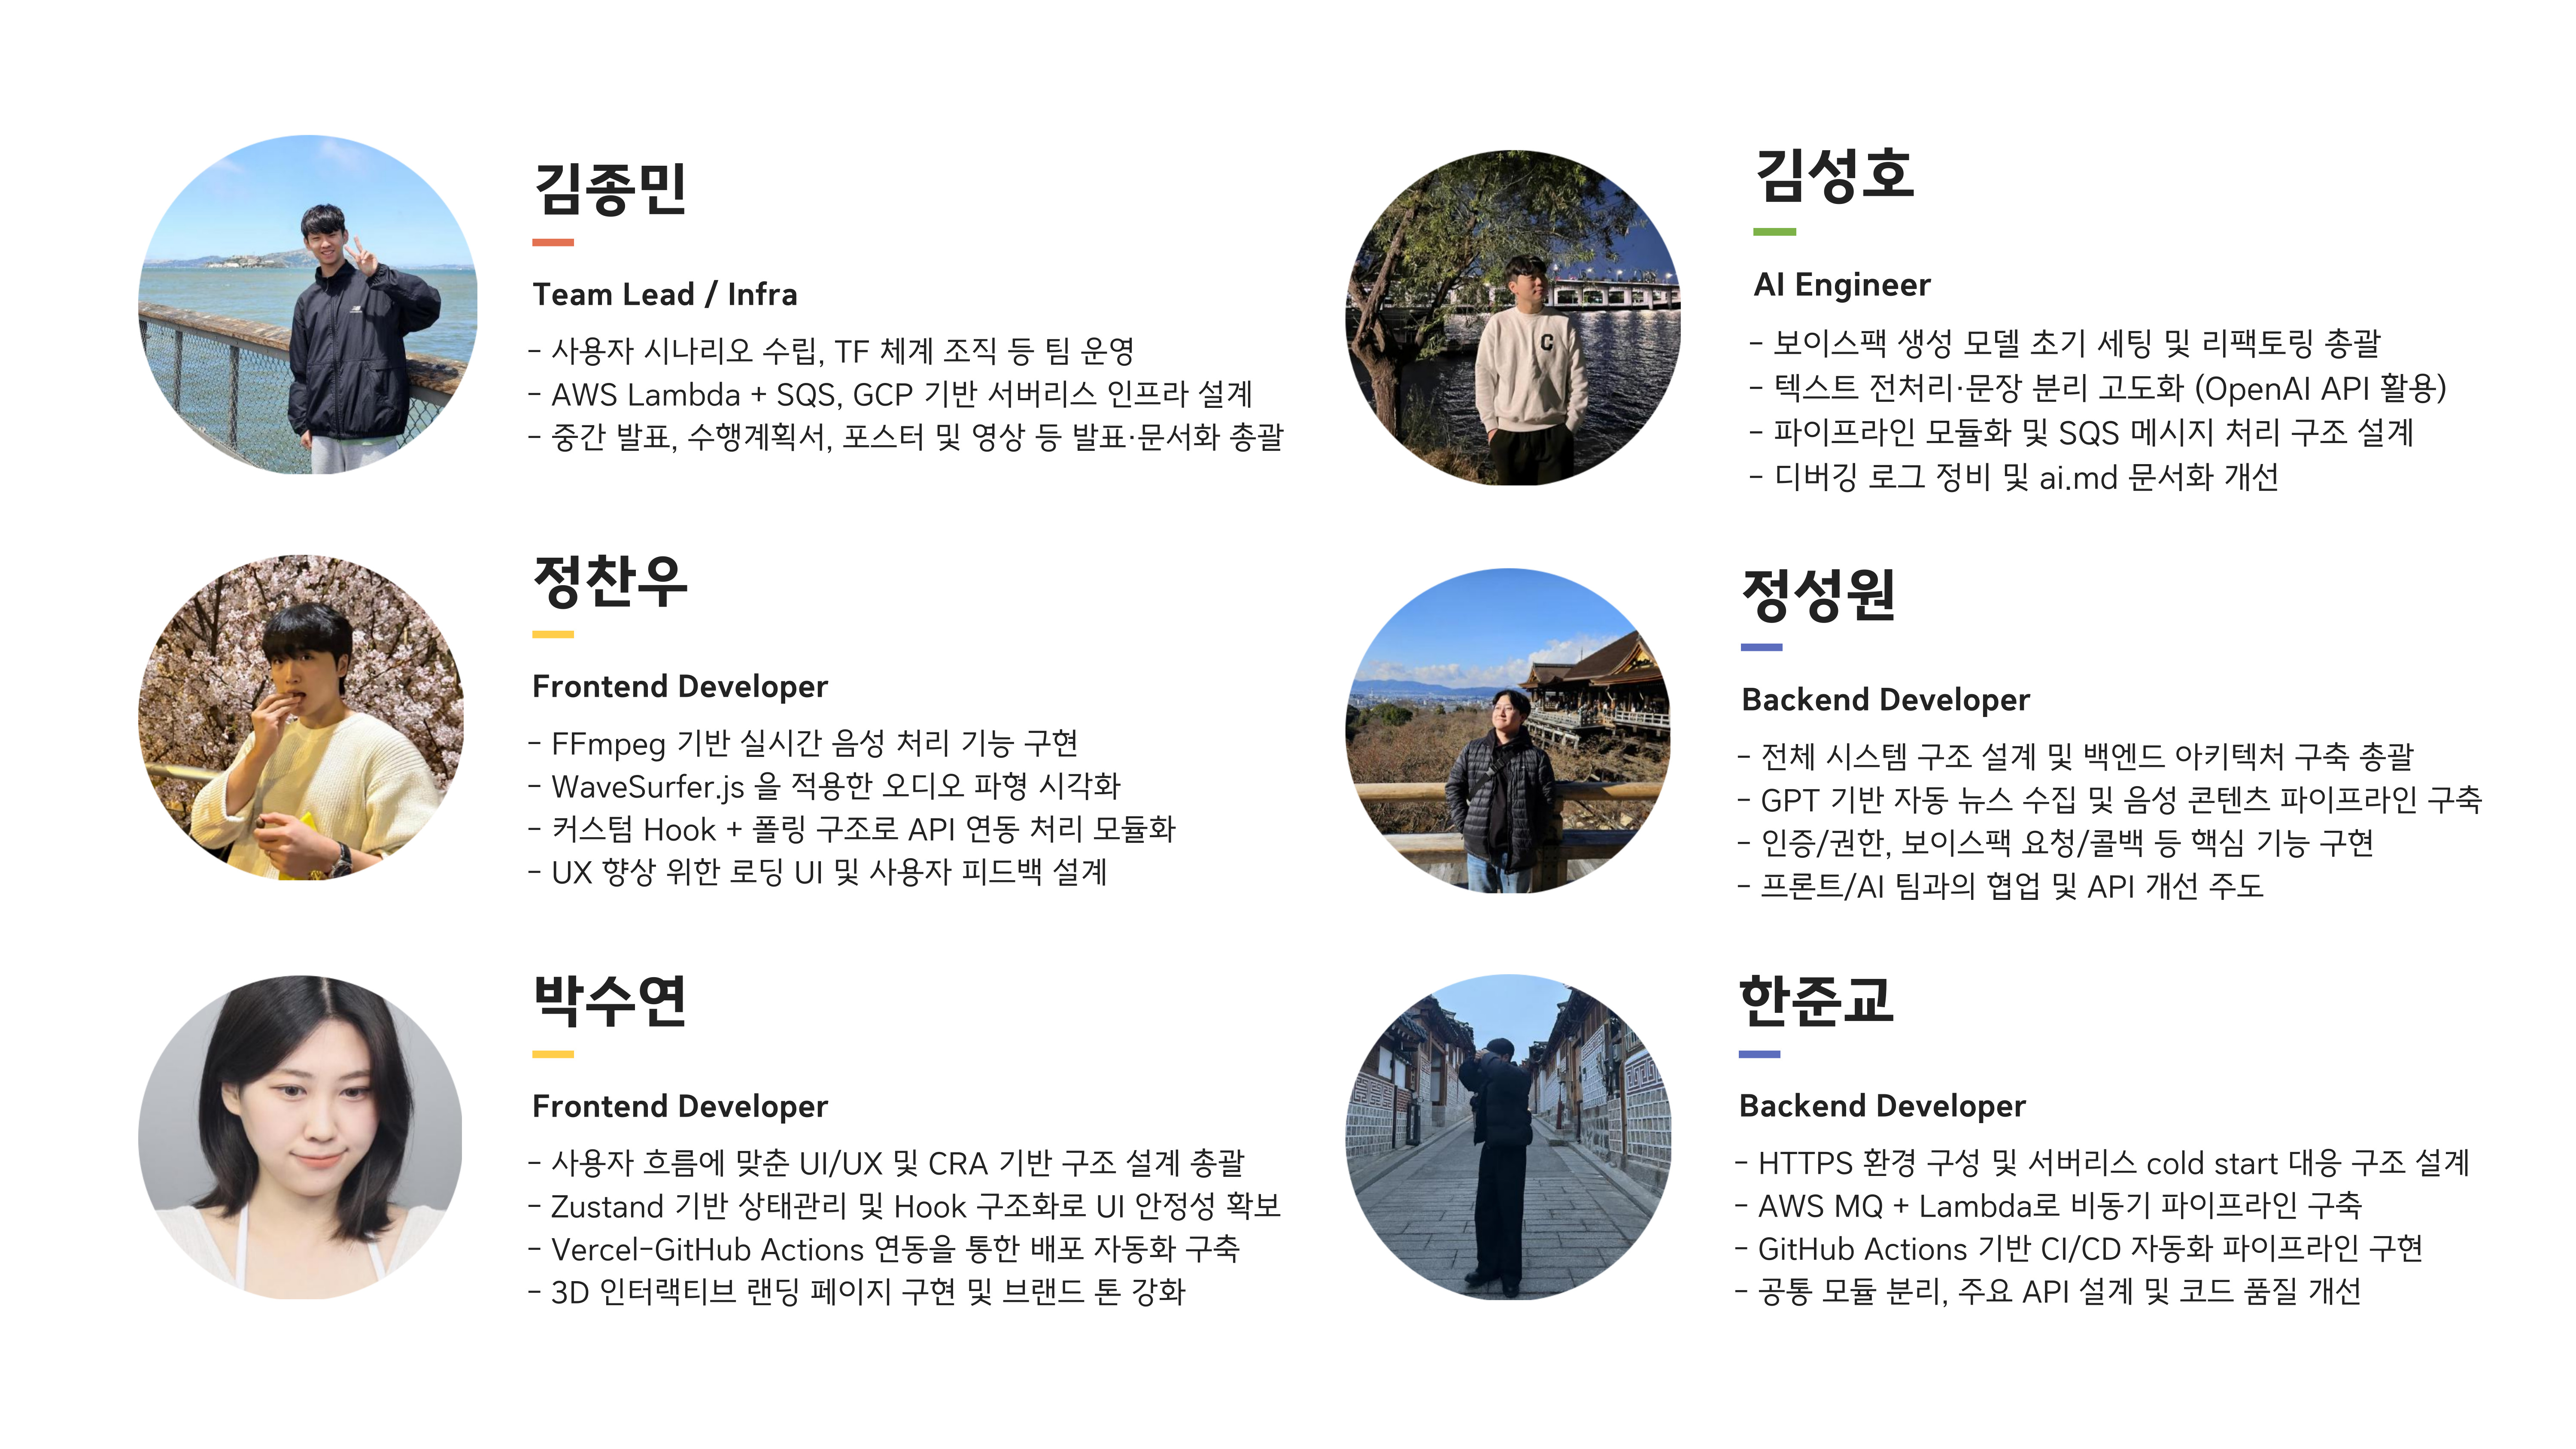 김종민
Team Lead / Infra
- 사용자 시나리오 수립, TF 체계 조직 등 팀 운영
- AWS Lambda + SQS, GCP 기반 서버리스 인프라 설계
- 중간 발표, 수행계획서, 포스터 및 영상 등 발표·문서화 총괄
김성호
AI Engineer
- 보이스팩 생성 모델 초기 세팅 및 리팩토링 총괄
- 텍스트 전처리·문장 분리 고도화 (OpenAI API 활용)
- 파이프라인 모듈화 및 SQS 메시지 처리 구조 설계
- 디버깅 로그 정비 및 ai.md 문서화 개선
C
정찬우
Frontend Developer
- FFmpeg 기반 실시간 음성 처리 기능 구현
- WaveSurfer.js 을 적용한 오디오 파형 시각화
- 커스텀 Hook + 폴링 구조로 API 연동 처리 모듈화
- UX 향상 위한 로딩 UI 및 사용자 피드백 설계
정성원
Backend Developer
- 전체 시스템 구조 설계 및 백엔드 아키텍처 구축 총괄
- GPT 기반 자동 뉴스 수집 및 음성 콘텐츠 파이프라인 구축
- 인증/권한, 보이스팩 요청/콜백 등 핵심 기능 구현
- 프론트/AI 팀과의 협업 및 API 개선 주도
박수연
Frontend Developer
- 사용자 흐름에 맞춘 UI/UX 및 CRA 기반 구조 설계 총괄
- Zustand 기반 상태관리 및 Hook 구조화로 UI 안정성 확보
- Vercel-GitHub Actions 연동을 통한 배포 자동화 구축
- 3D 인터랙티브 랜딩 페이지 구현 및 브랜드 톤 강화
한준교
Backend Developer
- HTTPS 환경 구성 및 서버리스 cold start 대응 구조 설계
- AWS MQ + Lambda로 비동기 파이프라인 구축
- GitHub Actions 기반 CI/CD 자동화 파이프라인 구현
- 공통 모듈 분리, 주요 API 설계 및 코드 품질 개선